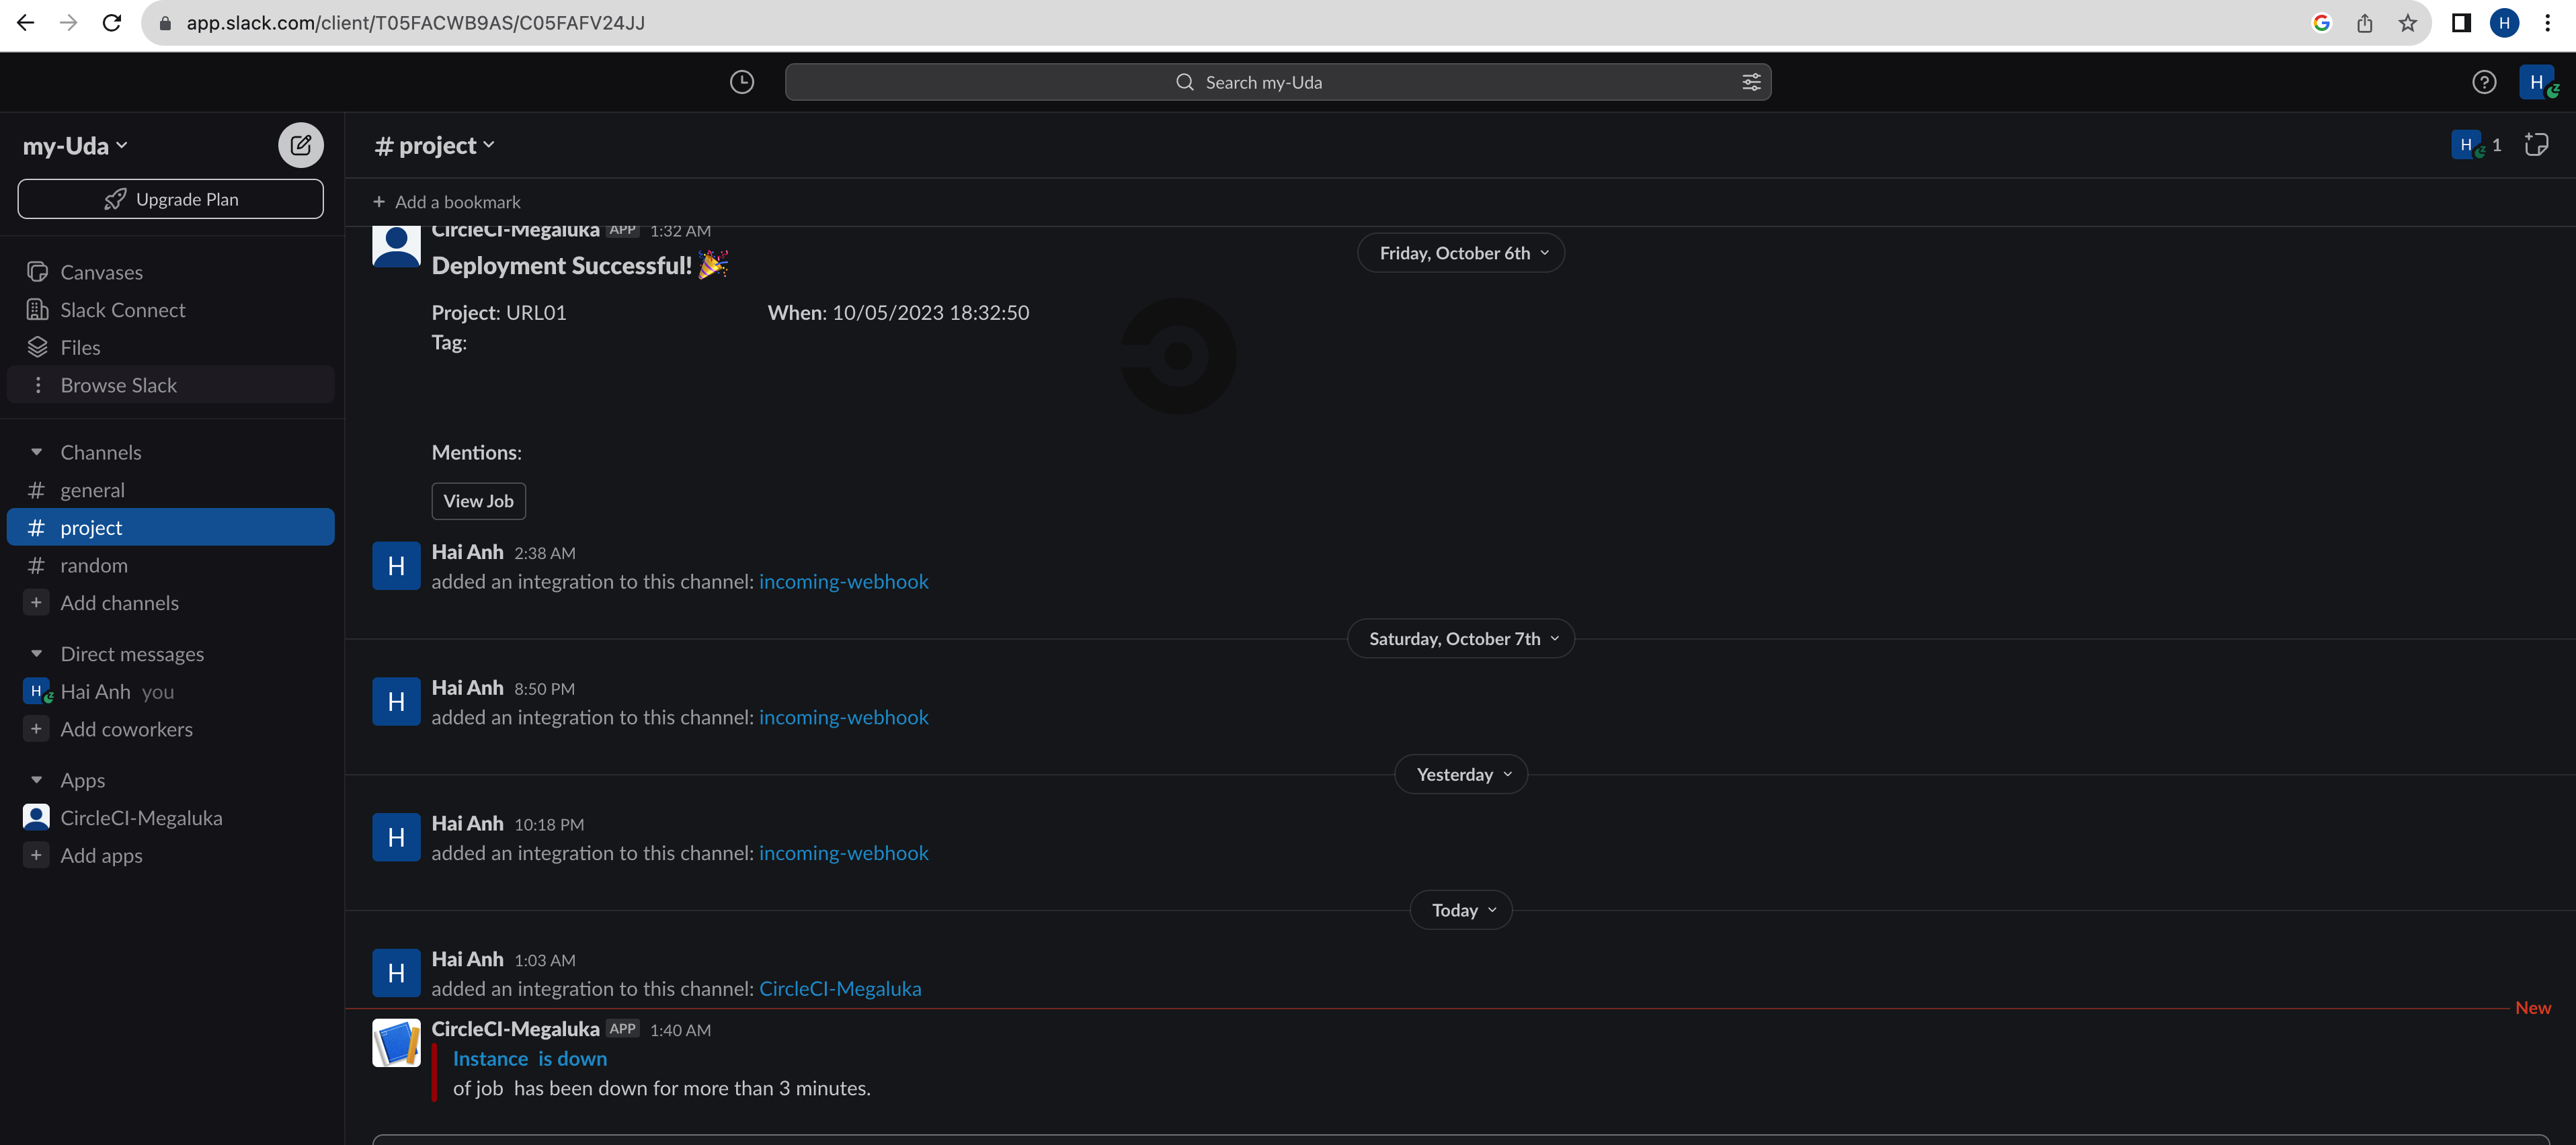 app.slack.com/client/T05FACWB9AS/C05FAFV24JJ
H
Search my-Uda
H
my-Uda
Upgrade Plan
Canvases
Slack Connect
Files
Browse Slack
Channels
# general
# project
# random
+ Add channels
Direct messages
H Hai Anh you
+ Add coworkers
Apps
CircleCI-Megaluka
+ Add apps
# project
H 1
+ Add a bookmark
CircleCI-Megaluka APP 1:32 AM
Friday, October 6th
Deployment Successful! 🎉
Project: URL01 When: 10/05/2023 18:32:50
Tag:
Mentions:
View Job
H Hai Anh 2:38 AM
added an integration to this channel: incoming-webhook
Saturday, October 7th
H Hai Anh 8:50 PM
added an integration to this channel: incoming-webhook
Yesterday
H Hai Anh 10:18 PM
added an integration to this channel: incoming-webhook
Today
H Hai Anh 1:03 AM
added an integration to this channel: CircleCI-Megaluka
New
CircleCI-Megaluka APP 1:40 AM
Instance is down
of job has been down for more than 3 minutes.